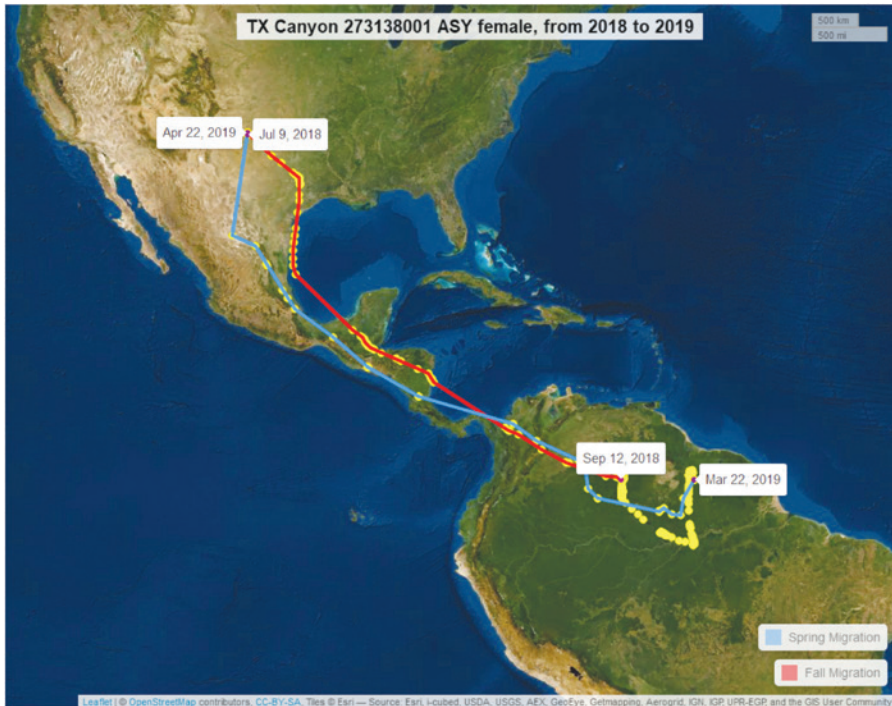 TX Canyon 273138001 ASY female, from 2018 to 2019
500 km
500 mi
Apr 22, 2019
Jul 9, 2018
Sep 12, 2018
Mar 22, 2019
Spring Migration
Fall Migration
Leaflet | © OpenStreetMap contributors, CC-BY-SA, Tiles © Esri — Source: Esri, i-cubed, USDA, USGS, AEX, GeoEye, Getmapping, Aerogrid, IGN, IGP, UPR-EGP, and the GIS User Community